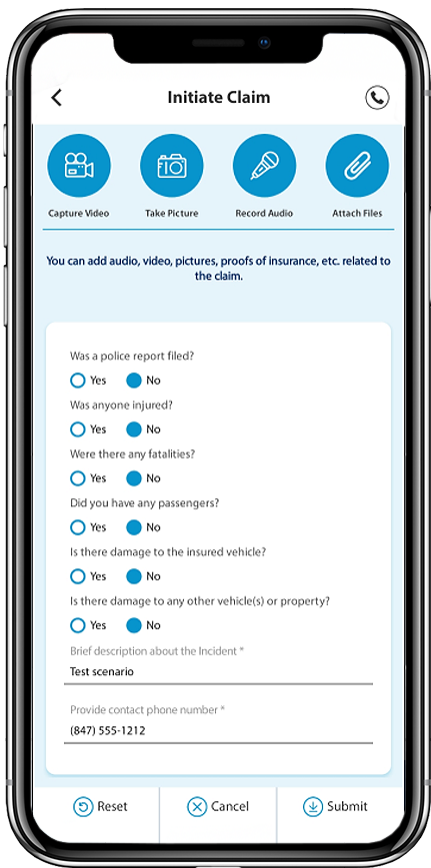 Initiate Claim
Capture Video
Take Picture
Record Audio
Attach Files
You can add audio, video, pictures, proofs of insurance, etc. related to
the claim.
Was a police report filed?
Yes No
Was anyone injured?
Yes No
Were there any fatalities?
Yes No
Did you have any passengers?
Yes No
Is there damage to the insured vehicle?
Yes No
Is there damage to any other vehicle(s) or property?
Yes No
Brief description about the Incident *
Test scenario
Provide contact phone number *
(847) 555-1212
Reset
Cancel
Submit